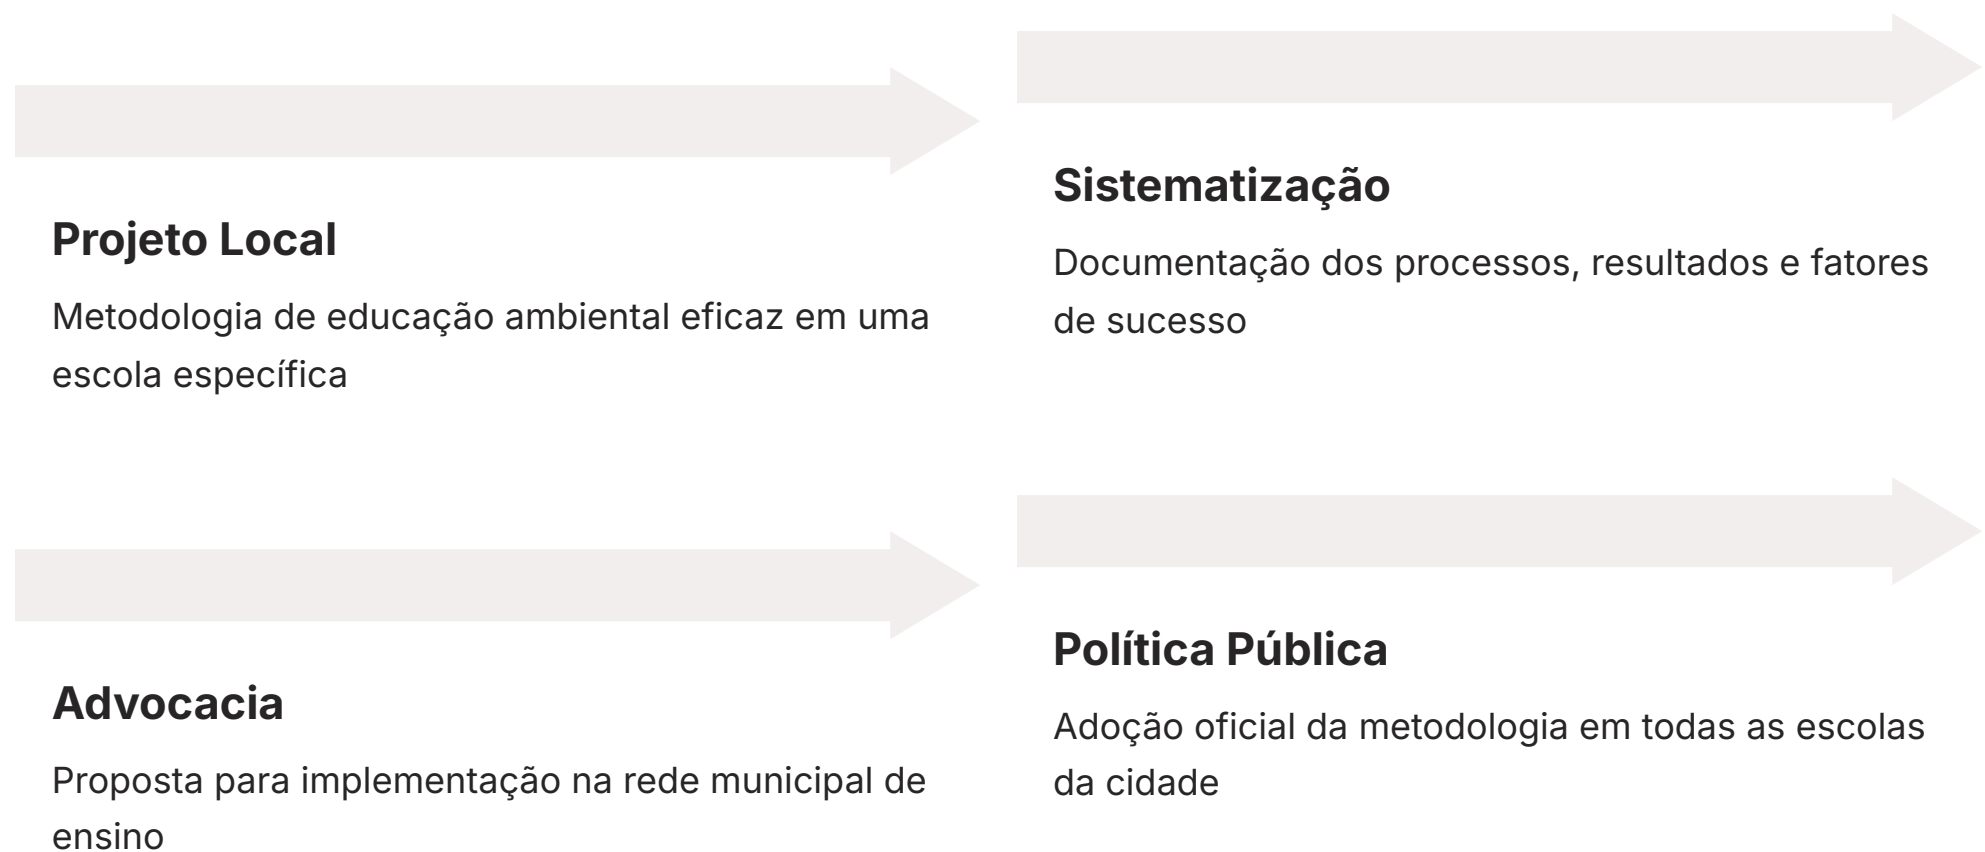 Projeto Local
Metodologia de educação ambiental eficaz em uma
escola específica
Sistematização
Documentação dos processos, resultados e fatores
de sucesso
Advocacia
Proposta para implementação na rede municipal de
ensino
Política Pública
Adoção oficial da metodologia em todas as escolas
da cidade